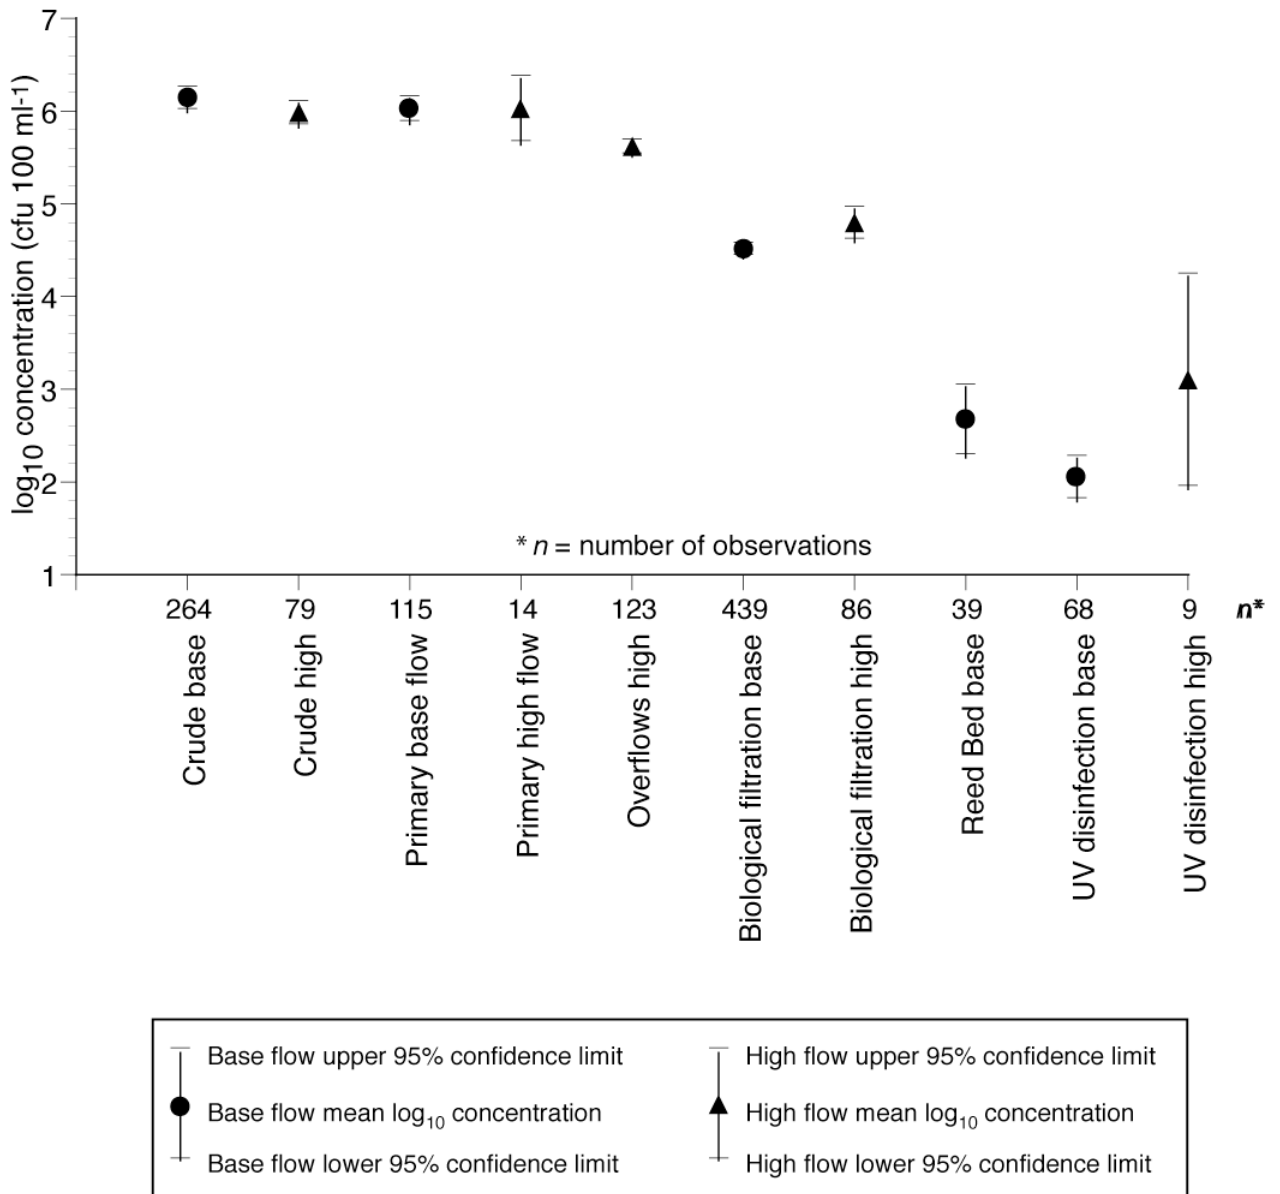 7
6
5
4
3
2
1
log10 concentration (cfu 100 ml-1)
* n = number of observations
264 79 115 14 123 439 86 39 68 9 n*
Crude base
Crude high
Primary base flow
Primary high flow
Overflows high
Biological filtration base
Biological filtration high
Reed Bed base
UV disinfection base
UV disinfection high
Base flow upper 95% confidence limit
Base flow mean log10 concentration
Base flow lower 95% confidence limit
High flow upper 95% confidence limit
High flow mean log10 concentration
High flow lower 95% confidence limit